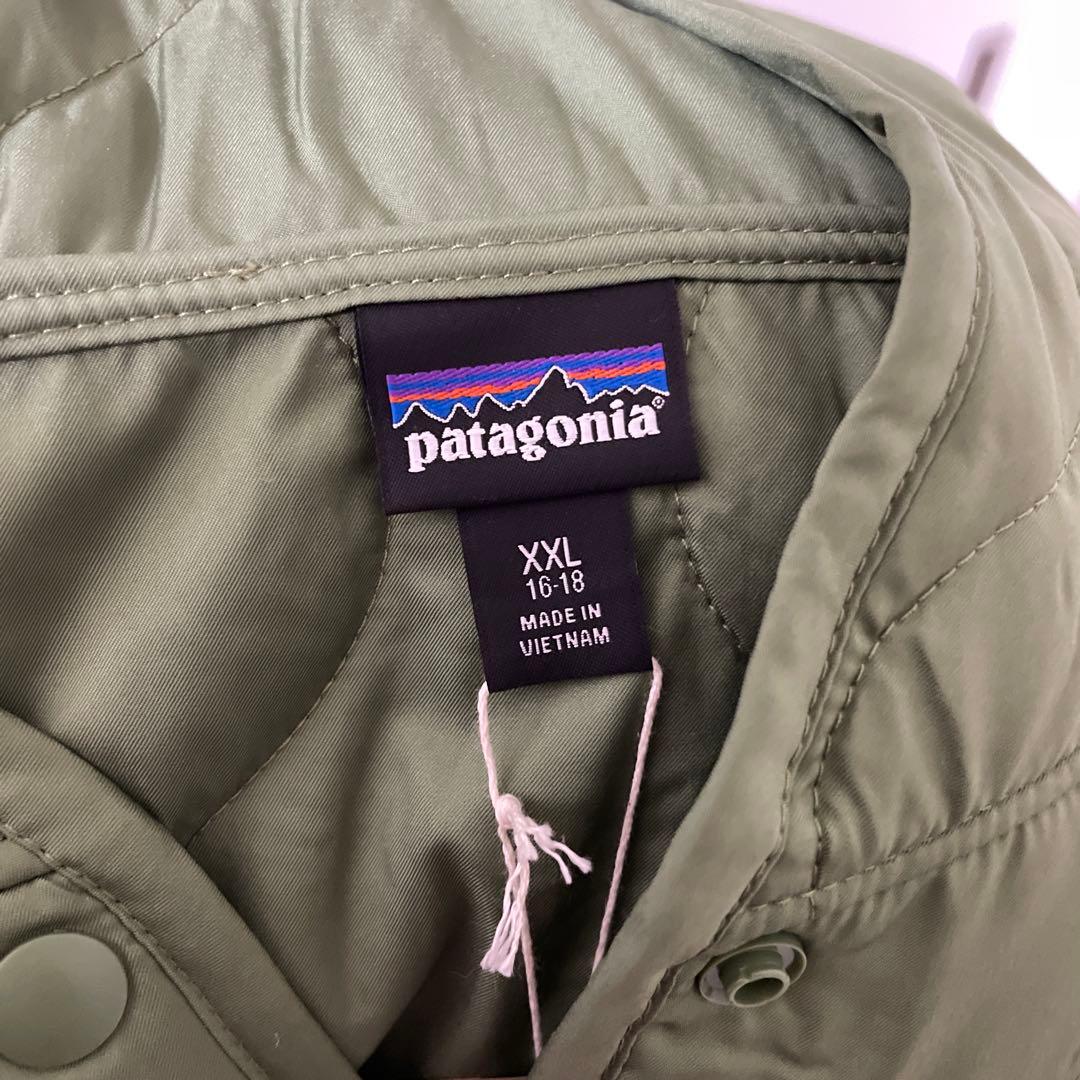 patagonia®
XXL
16-18
MADE IN
VIETNAM